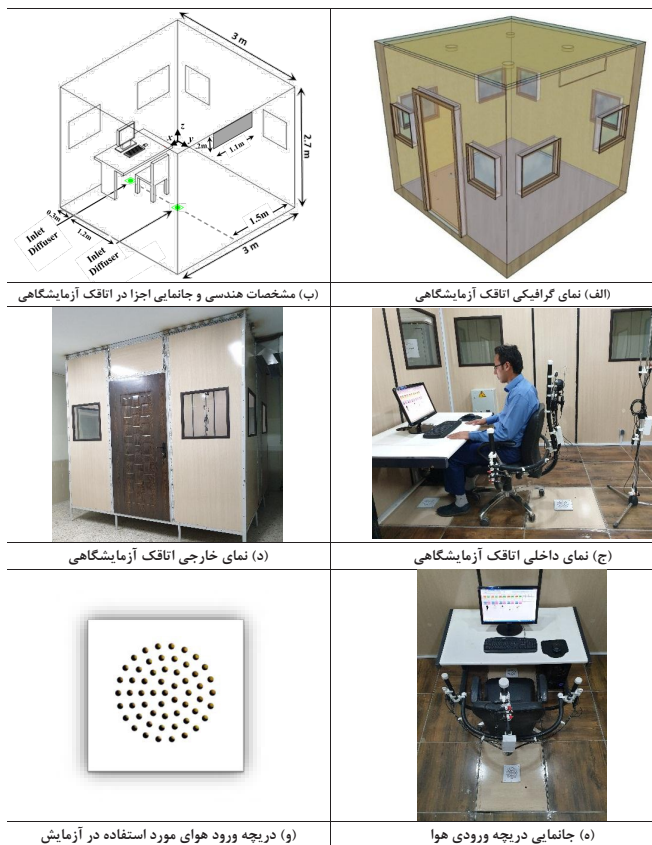 3 m
2.7 m
z
x
y
.2m
1.1m
0.3m
1.2m
1.5m
3 m
Inlet
Diffuser
Inlet
Diffuser
(الف) نمای گرافیکی اتاقک آزمایشگاهی
(ب) مشخصات هندسی و جانمایی اجزا در اتاقک آزمایشگاهی
(ج) نمای داخلی اتاقک آزمایشگاهی
(د) نمای خارجی اتاقک آزمایشگاهی
(ه) جانمایی دریچه ورودی هوا
(و) دریچه ورود هوای مورد استفاده در آزمایش